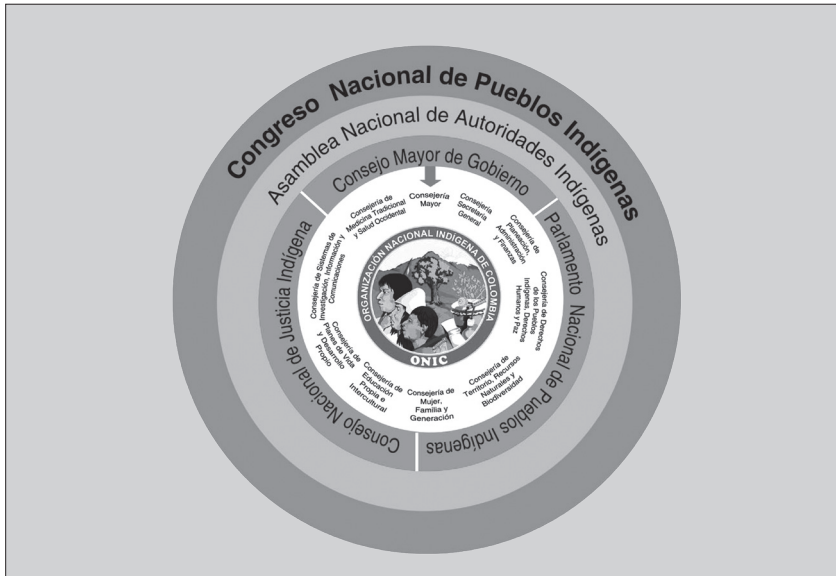 Congreso Nacional de Pueblos Indígenas
Asamblea Nacional de Autoridades Indígenas
Consejo Mayor de Gobierno
Parlamento Nacional de Pueblos Indígenas
Consejo Nacional de Justicia Indígena
Consejería
Mayor
Consejería
Secretaría
General
Consejería de
Planeación,
Administración
y Finanzas
Consejería de Derechos
de los Pueblos
Indígenas, Derechos
Humanos y Paz
Consejería de
Territorio, Recursos
Naturales y
Biodiversidad
Consejería de
Mujer,
Familia y
Generación
Consejería de
Educación
Propia e
Intercultural
Consejería de
Planes de Vida
y Desarrollo
Propio
Consejería de Sistemas de
Investigación, Información y
Comunicaciones
Consejería de
Medicina Tradicional
y Salud Occidental
ORGANIZACIÓN NACIONAL INDÍGENA DE COLOMBIA
ONIC